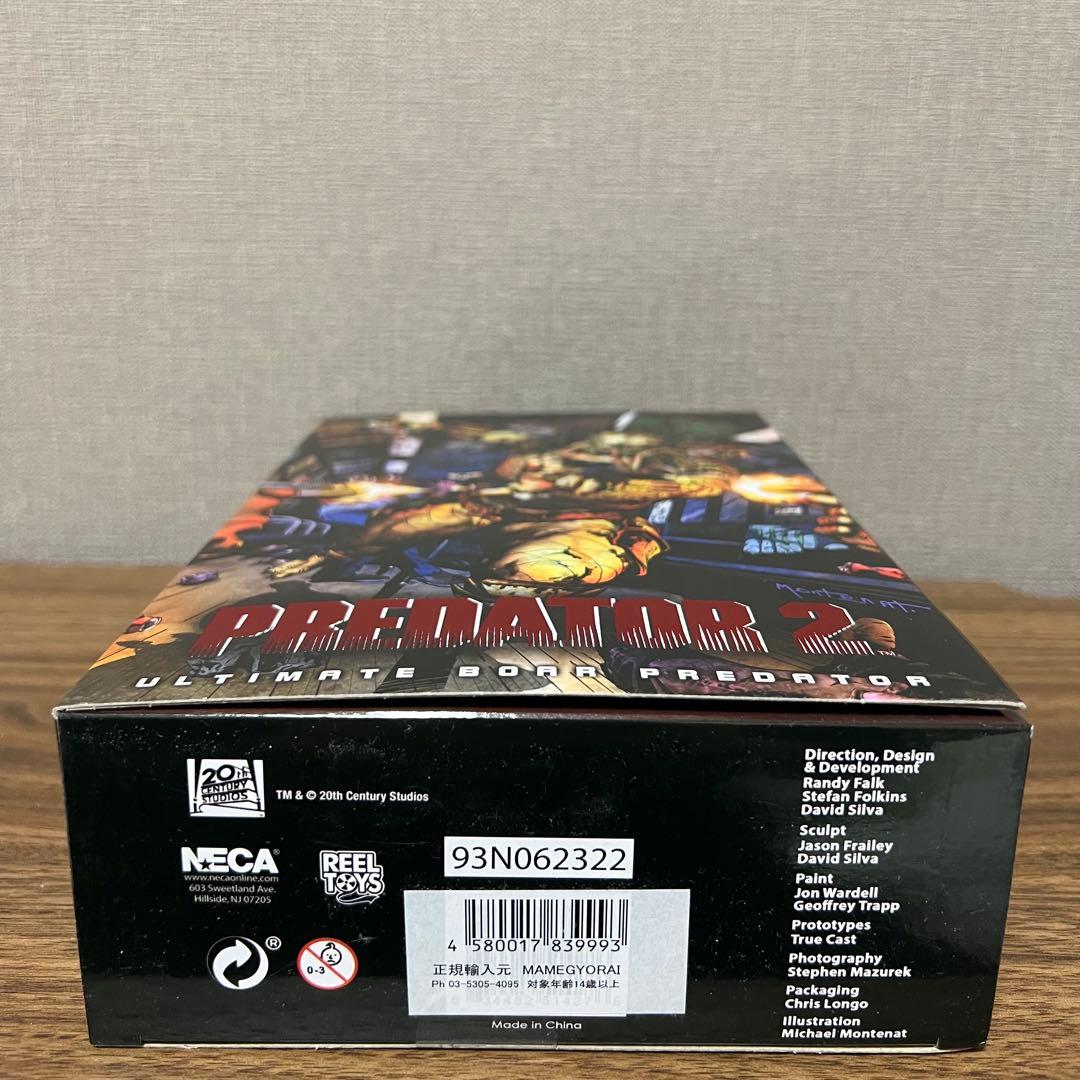 MONTENAT.
PREDATOR 2
TM
ULTIMATE BOAR PREDATOR
20TH
CENTURY
STUDIOS
TM & © 20th Century Studios
NECA®
www.necaonline.com
603 Sweetland Ave.
Hillside, NJ 07205
REEL
TOYS
93N062322
4 580017 839993
正規輸入元 MAMEGYORAI
Ph 03-5305-4095 対象年齢14歳以上
®
0-3
Made in China
Direction, Design
& Development
Randy Falk
Stefan Folkins
David Silva
Sculpt
Jason Frailey
David Silva
Paint
Jon Wardell
Geoffrey Trapp
Prototypes
True Cast
Photography
Stephen Mazurek
Packaging
Chris Longo
Illustration
Michael Montenat